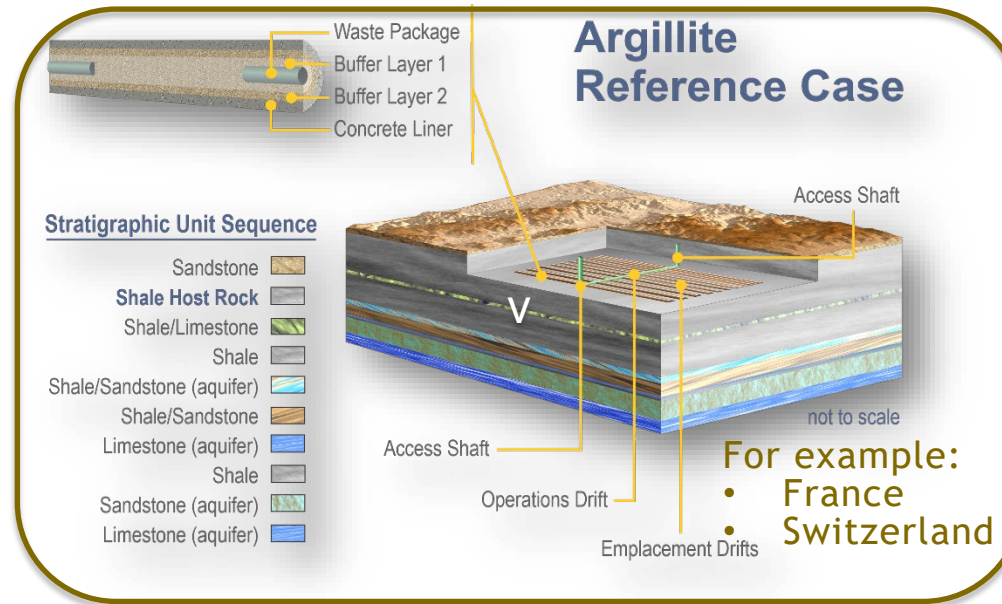 Argillite
Reference Case
Waste Package
Buffer Layer 1
Buffer Layer 2
Concrete Liner
Access Shaft
Stratigraphic Unit Sequence
Sandstone
Shale Host Rock
Shale/Limestone
Shale
Shale/Sandstone (aquifer)
Shale/Sandstone
Limestone (aquifer)
Shale
Sandstone (aquifer)
Limestone (aquifer)
V
not to scale
Access Shaft
Operations Drift
Emplacement Drifts
For example:
• France
• Switzerland